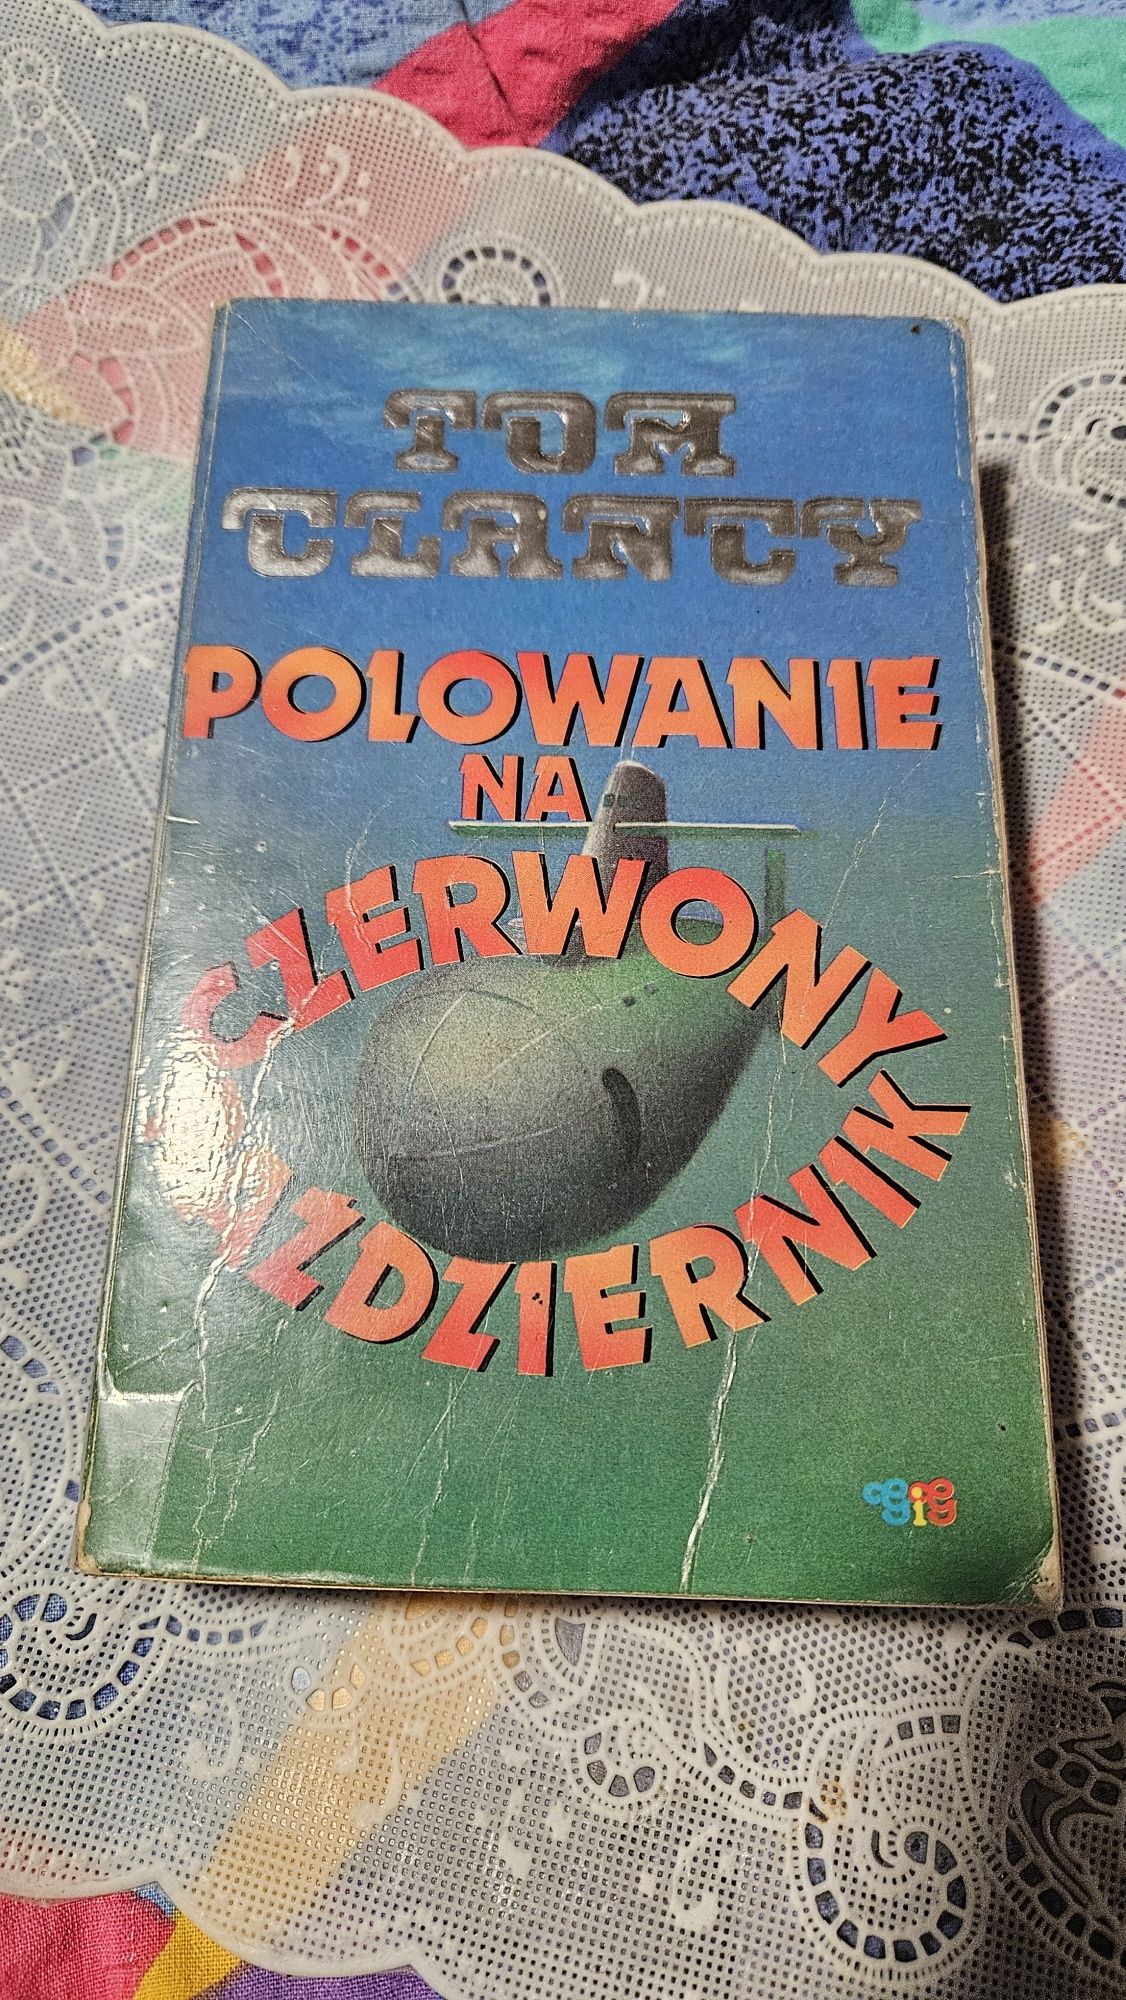 TOM
CLANCY
POLOWANIE
NA
CZERWONY
PAŹDZIERNIK
gig